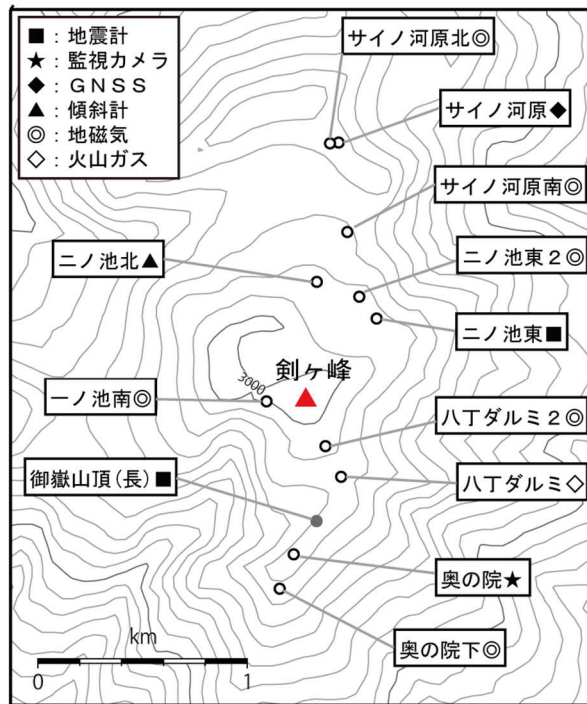 ■：地震計
★：監視カメラ
◆：ＧＮＳＳ
▲：傾斜計
◎：地磁気
◇：火山ガス
サイノ河原北◎
サイノ河原◆
サイノ河原南◎
二ノ池北▲
二ノ池東２◎
二ノ池東■
剣ヶ峰
3000
一ノ池南◎
八丁ダルミ２◎
御嶽山頂(長)■
八丁ダルミ◇
奥の院★
奥の院下◎
km
0 1